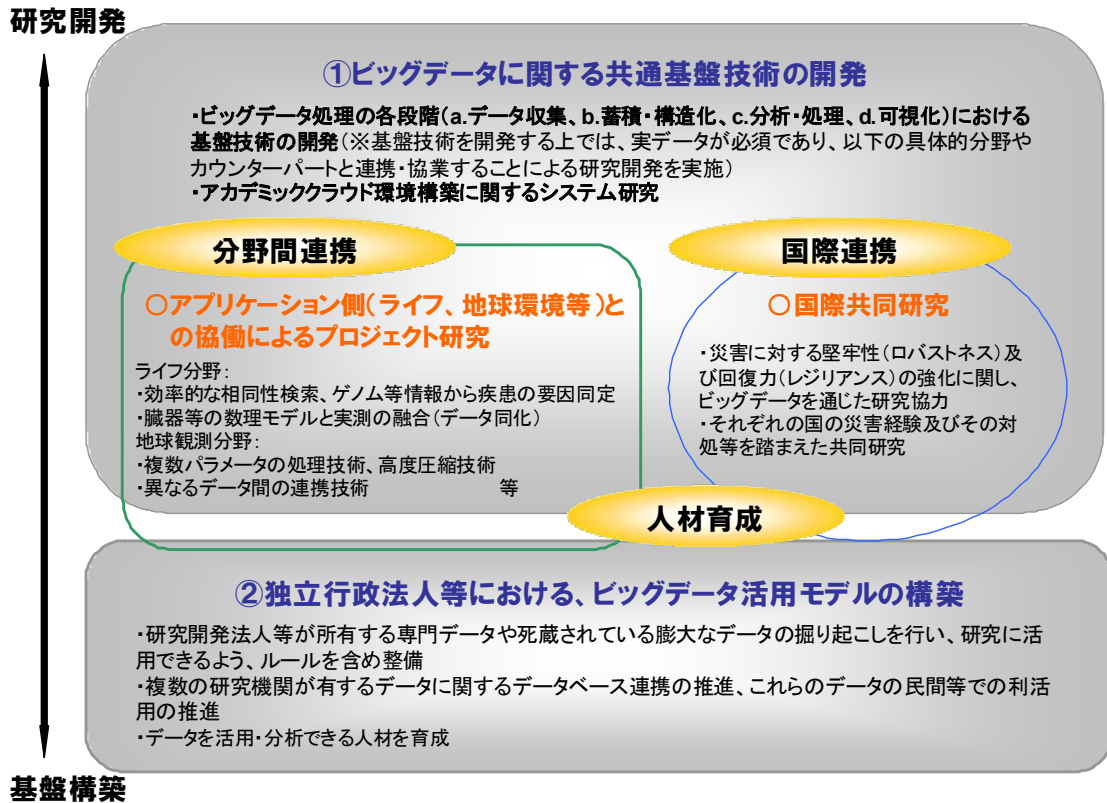 研究開発
①ビッグデータに関する共通基盤技術の開発
・ビッグデータ処理の各段階(a.データ収集、b.蓄積・構造化、c.分析・処理、d.可視化)における
基盤技術の開発(※基盤技術を開発する上では、実データが必須であり、以下の具体的分野や
カウンターパートと連携・協業することによる研究開発を実施)
・アカデミッククラウド環境構築に関するシステム研究
分野間連携
○アプリケーション側(ライフ、地球環境等)と
の協働によるプロジェクト研究
ライフ分野:
・効率的な相同性検索、ゲノム等情報から疾患の要因同定
・臓器等の数理モデルと実測の融合(データ同化)
地球観測分野:
・複数パラメータの処理技術、高度圧縮技術
・異なるデータ間の連携技術 等
国際連携
○国際共同研究
・災害に対する堅牢性(ロバストネス)及
び回復力(レジリアンス)の強化に関し、
ビッグデータを通じた研究協力
・それぞれの国の災害経験及びその対
処等を踏まえた共同研究
人材育成
②独立行政法人等における、ビッグデータ活用モデルの構築
・研究開発法人等が所有する専門データや死蔵されている膨大なデータの掘り起こしを行い、研究に活
用できるよう、ルールを含め整備
・複数の研究機関が有するデータに関するデータベース連携の推進、これらのデータの民間等での利活
用の推進
・データを活用・分析できる人材を育成
基盤構築